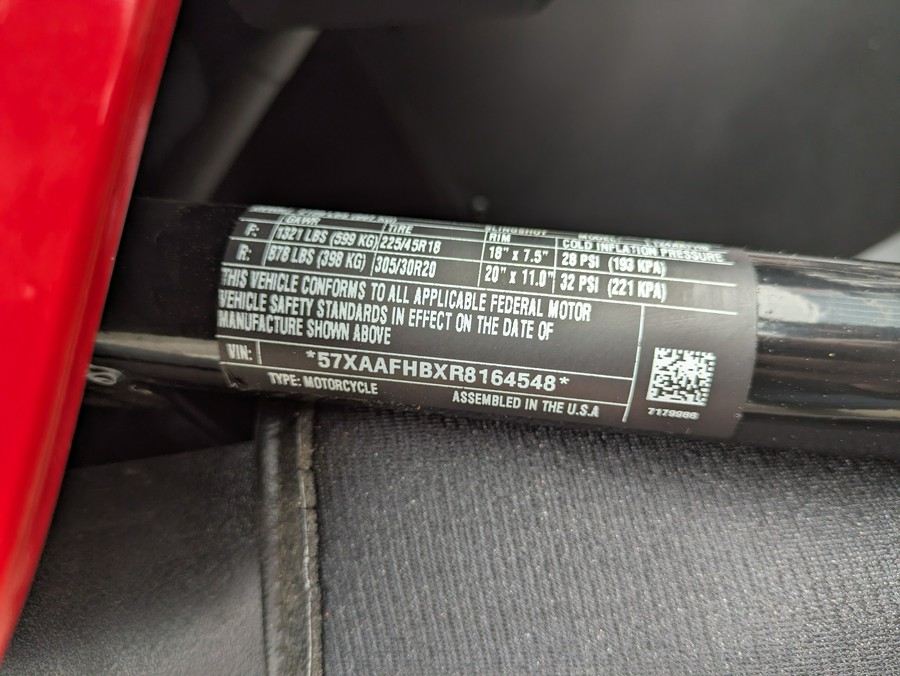 GAWR TIRE SLINGSHOT RIM MODEL: COLD INFLATION PRESSURE
F: 1321 LBS (599 KG) 225/45R18 18" x 7.5" 28 PSI (193 KPA)
R: 878 LBS (398 KG) 305/30R20 20" x 11.0" 32 PSI (221 KPA)
THIS VEHICLE CONFORMS TO ALL APPLICABLE FEDERAL MOTOR
VEHICLE SAFETY STANDARDS IN EFFECT ON THE DATE OF
MANUFACTURE SHOWN ABOVE
VIN: *57XAAFHBXR8164548*
TYPE: MOTORCYCLE ASSEMBLED IN THE U.S.A
7179966